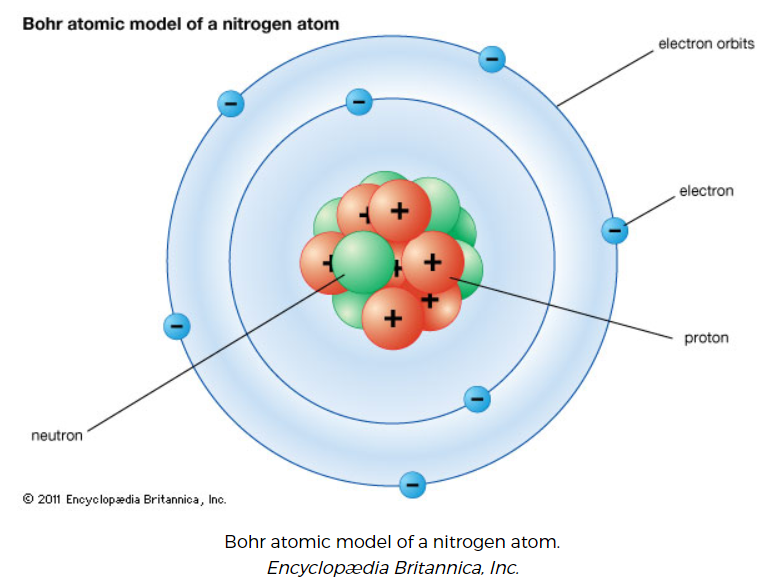 Bohr atomic model of a nitrogen atom
electron orbits
electron
proton
neutron
© 2011 Encyclopædia Britannica, Inc.
Bohr atomic model of a nitrogen atom.
Encyclopædia Britannica, Inc.